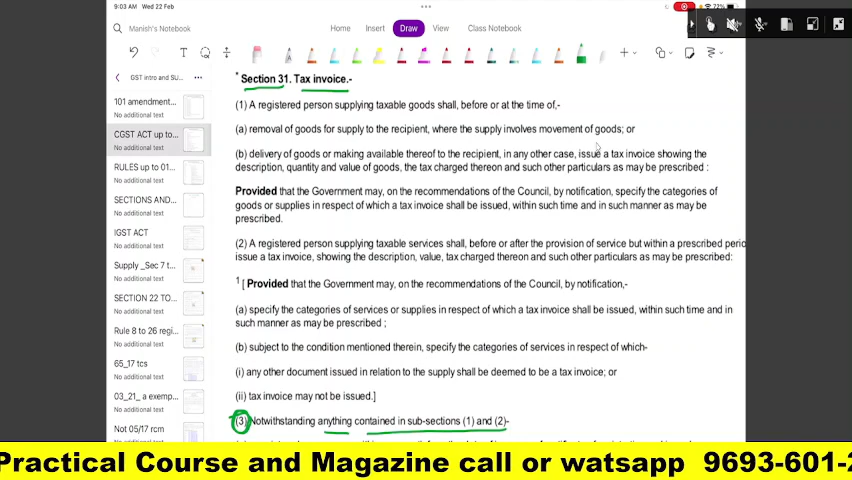 9:03 AM Wed 22 Feb
72%
Manish's Notebook
Home Insert Draw View Class Notebook
GST intro and SU...
101 amendment...
No additional text
CGST ACT up to...
No additional text
RULES up to 01...
No additional text
SECTIONS AND...
No additional text
IGST ACT
No additional text
Supply _Sec 7 t...
No additional text
SECTION 22 TO...
No additional text
Rule 8 to 26 regi...
No additional text
65_17 tcs
No additional text
03_21_ a exemp...
No additional text
Not 05/17 rcm
No additional text
* Section 31. Tax invoice.-
(1) A registered person supplying taxable goods shall, before or at the time of,-
(a) removal of goods for supply to the recipient, where the supply involves movement of goods; or
(b) delivery of goods or making available thereof to the recipient, in any other case, issue a tax invoice showing the
description, quantity and value of goods, the tax charged thereon and such other particulars as may be prescribed :
Provided that the Government may, on the recommendations of the Council, by notification, specify the categories of
goods or supplies in respect of which a tax invoice shall be issued, within such time and in such manner as may be
prescribed.
(2) A registered person supplying taxable services shall, before or after the provision of service but within a prescribed perio
issue a tax invoice, showing the description, value, tax charged thereon and such other particulars as may be prescribed:
1 [ Provided that the Government may, on the recommendations of the Council, by notification,-
(a) specify the categories of services or supplies in respect of which a tax invoice shall be issued, within such time and in
such manner as may be prescribed ;
(b) subject to the condition mentioned therein, specify the categories of services in respect of which-
(i) any other document issued in relation to the supply shall be deemed to be a tax invoice; or
(ii) tax invoice may not be issued.]
(3) Notwithstanding anything contained in sub-sections (1) and (2)-
Practical Course and Magazine call or watsapp 9693-601-2